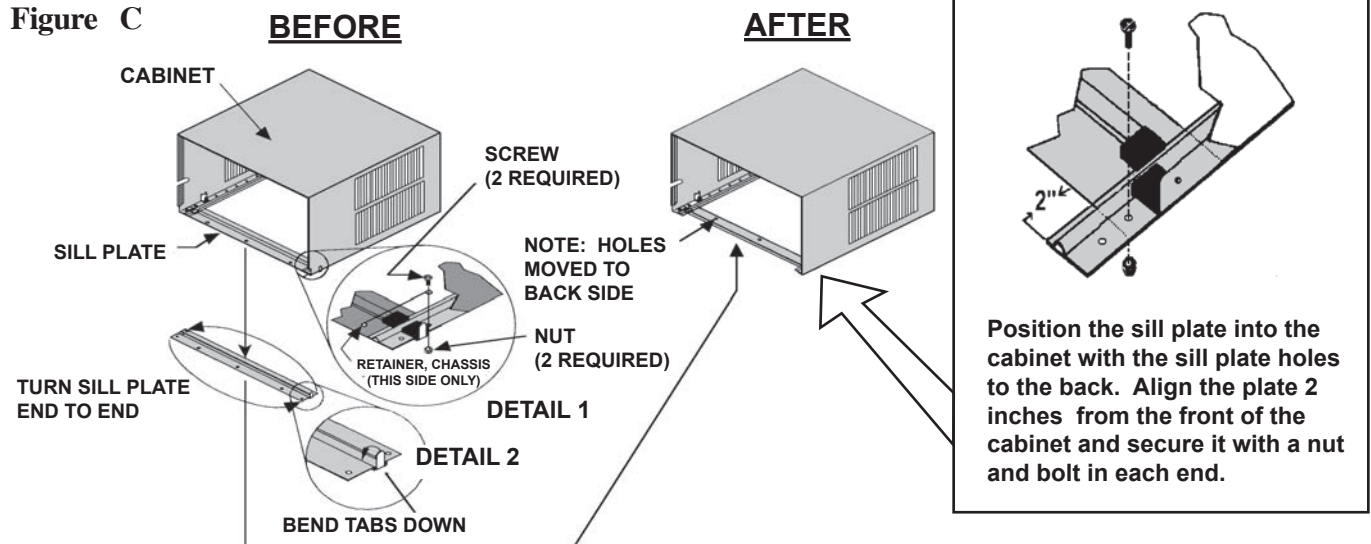 Figure C
BEFORE
CABINET
SCREW
(2 REQUIRED)
SILL PLATE
RETAINER, CHASSIS
(THIS SIDE ONLY)
NUT
(2 REQUIRED)
DETAIL 1
TURN SILL PLATE
END TO END
DETAIL 2
BEND TABS DOWN
AFTER
NOTE: HOLES
MOVED TO
BACK SIDE
2"
Position the sill plate into the
cabinet with the sill plate holes
to the back. Align the plate 2
inches from the front of the
cabinet and secure it with a nut
and bolt in each end.